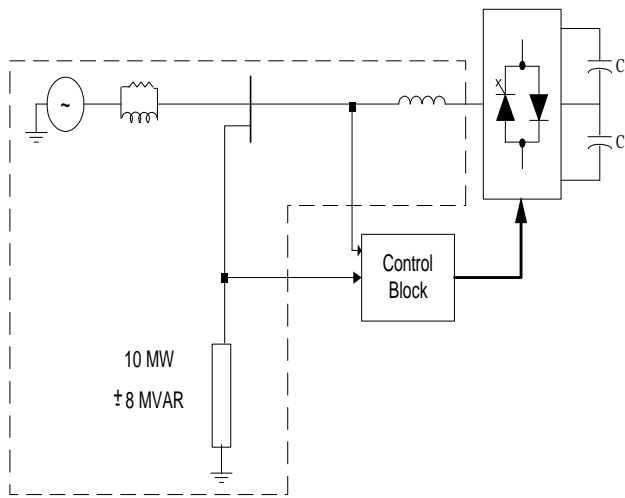 ~
x
C
C
Control
Block
10 MW
± 8 MVAR